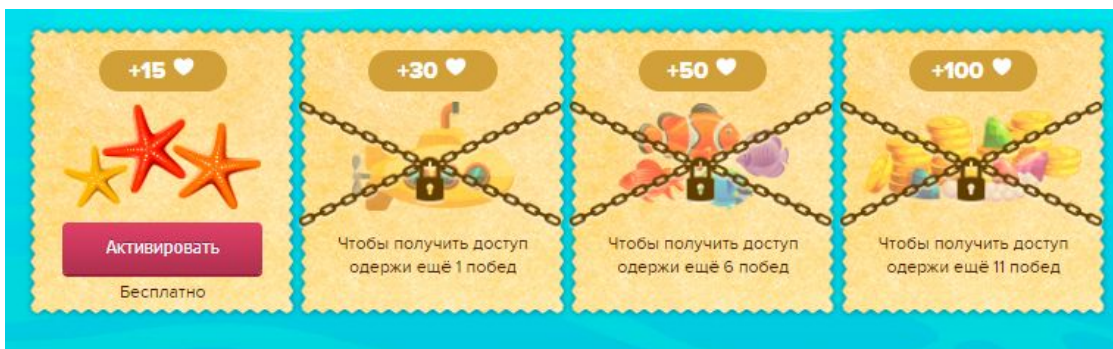 +15
+30
+50
+100
Активировать
Бесплатно
Чтобы получить доступ
одержи ещё 1 побед
Чтобы получить доступ
одержи ещё 6 побед
Чтобы получить доступ
одержи ещё 11 побед